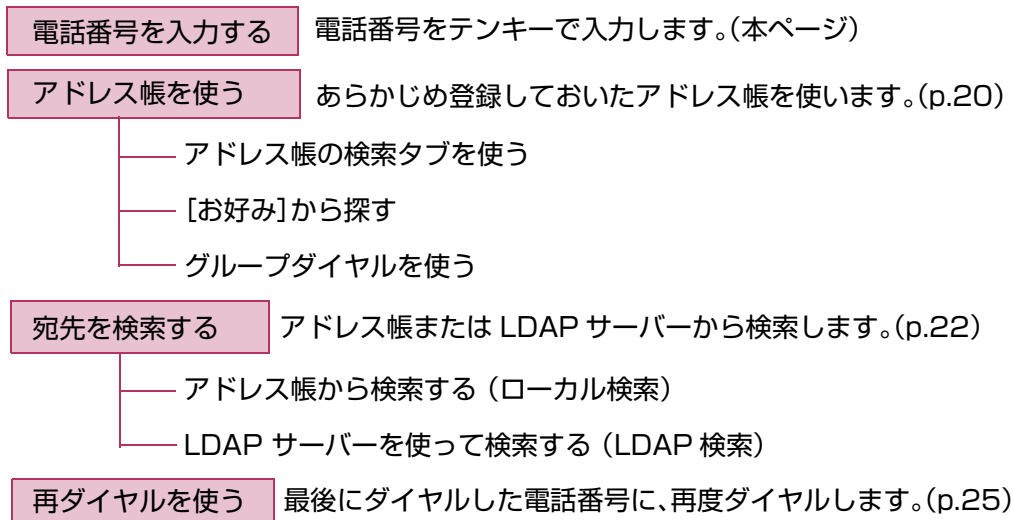 電話番号を入力する 電話番号をテンキーで入力します。(本ページ)
アドレス帳を使う あらかじめ登録しておいたアドレス帳を使います。(p.20)
アドレス帳の検索タブを使う
[お好み]から探す
グループダイヤルを使う
宛先を検索する アドレス帳または LDAP サーバーから検索します。(p.22)
アドレス帳から検索する(ローカル検索)
LDAP サーバーを使って検索する(LDAP 検索)
再ダイヤルを使う 最後にダイヤルした電話番号に、再度ダイヤルします。(p.25)